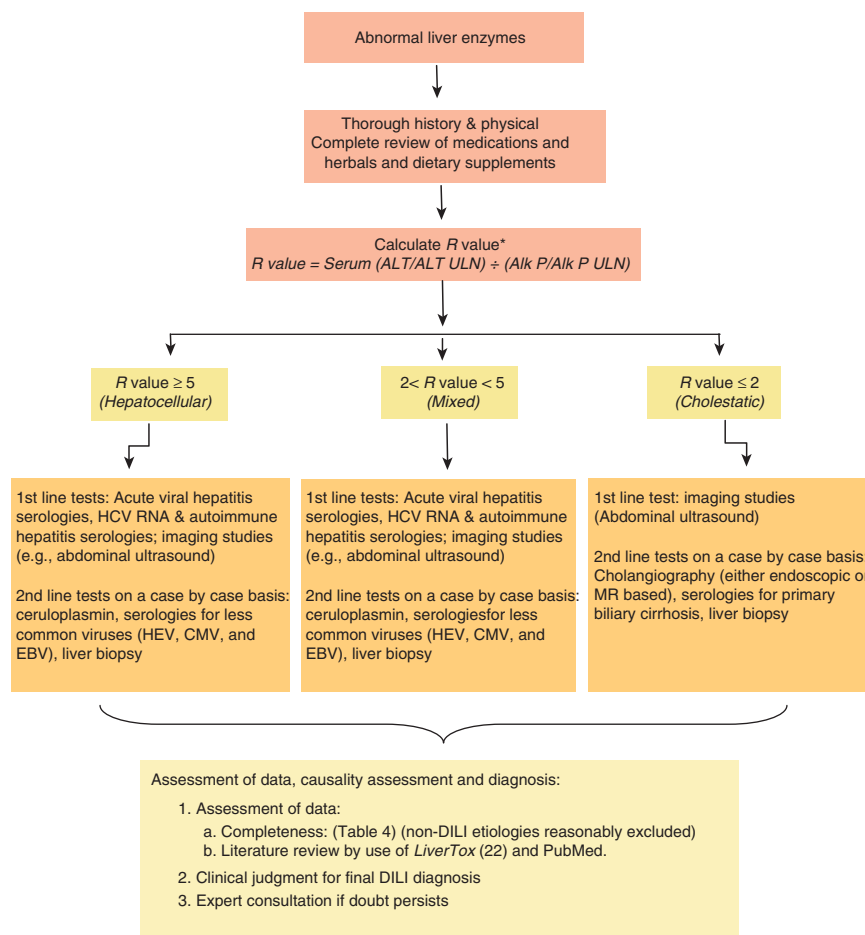 Abnormal liver enzymes
Thorough history & physical
Complete review of medications and
herbals and dietary supplements
Calculate R value*
R value = Serum (ALT/ALT ULN) ÷ (Alk P/Alk P ULN)
R value ≥ 5
(Hepatocellular)
2< R value < 5
(Mixed)
R value ≤ 2
(Cholestatic)
1st line tests: Acute viral hepatitis
serologies, HCV RNA & autoimmune
hepatitis serologies; imaging studies
(e.g., abdominal ultrasound)
2nd line tests on a case by case basis:
ceruloplasmin, serologies for less
common viruses (HEV, CMV, and
EBV), liver biopsy
1st line tests: Acute viral hepatitis
serologies, HCV RNA & autoimmune
hepatitis serologies; imaging studies
(e.g., abdominal ultrasound)
2nd line tests on a case by case basis:
ceruloplasmin, serologiesfor less
common viruses (HEV, CMV, and
EBV), liver biopsy
1st line test: imaging studies
(Abdominal ultrasound)
2nd line tests on a case by case basis
Cholangiography (either endoscopic o
MR based), serologies for primary
biliary cirrhosis, liver biopsy
Assessment of data, causality assessment and diagnosis:
1. Assessment of data:
a. Completeness: (Table 4) (non-DILI etiologies reasonably excluded)
b. Literature review by use of LiverTox (22) and PubMed.
2. Clinical judgment for final DILI diagnosis
3. Expert consultation if doubt persists